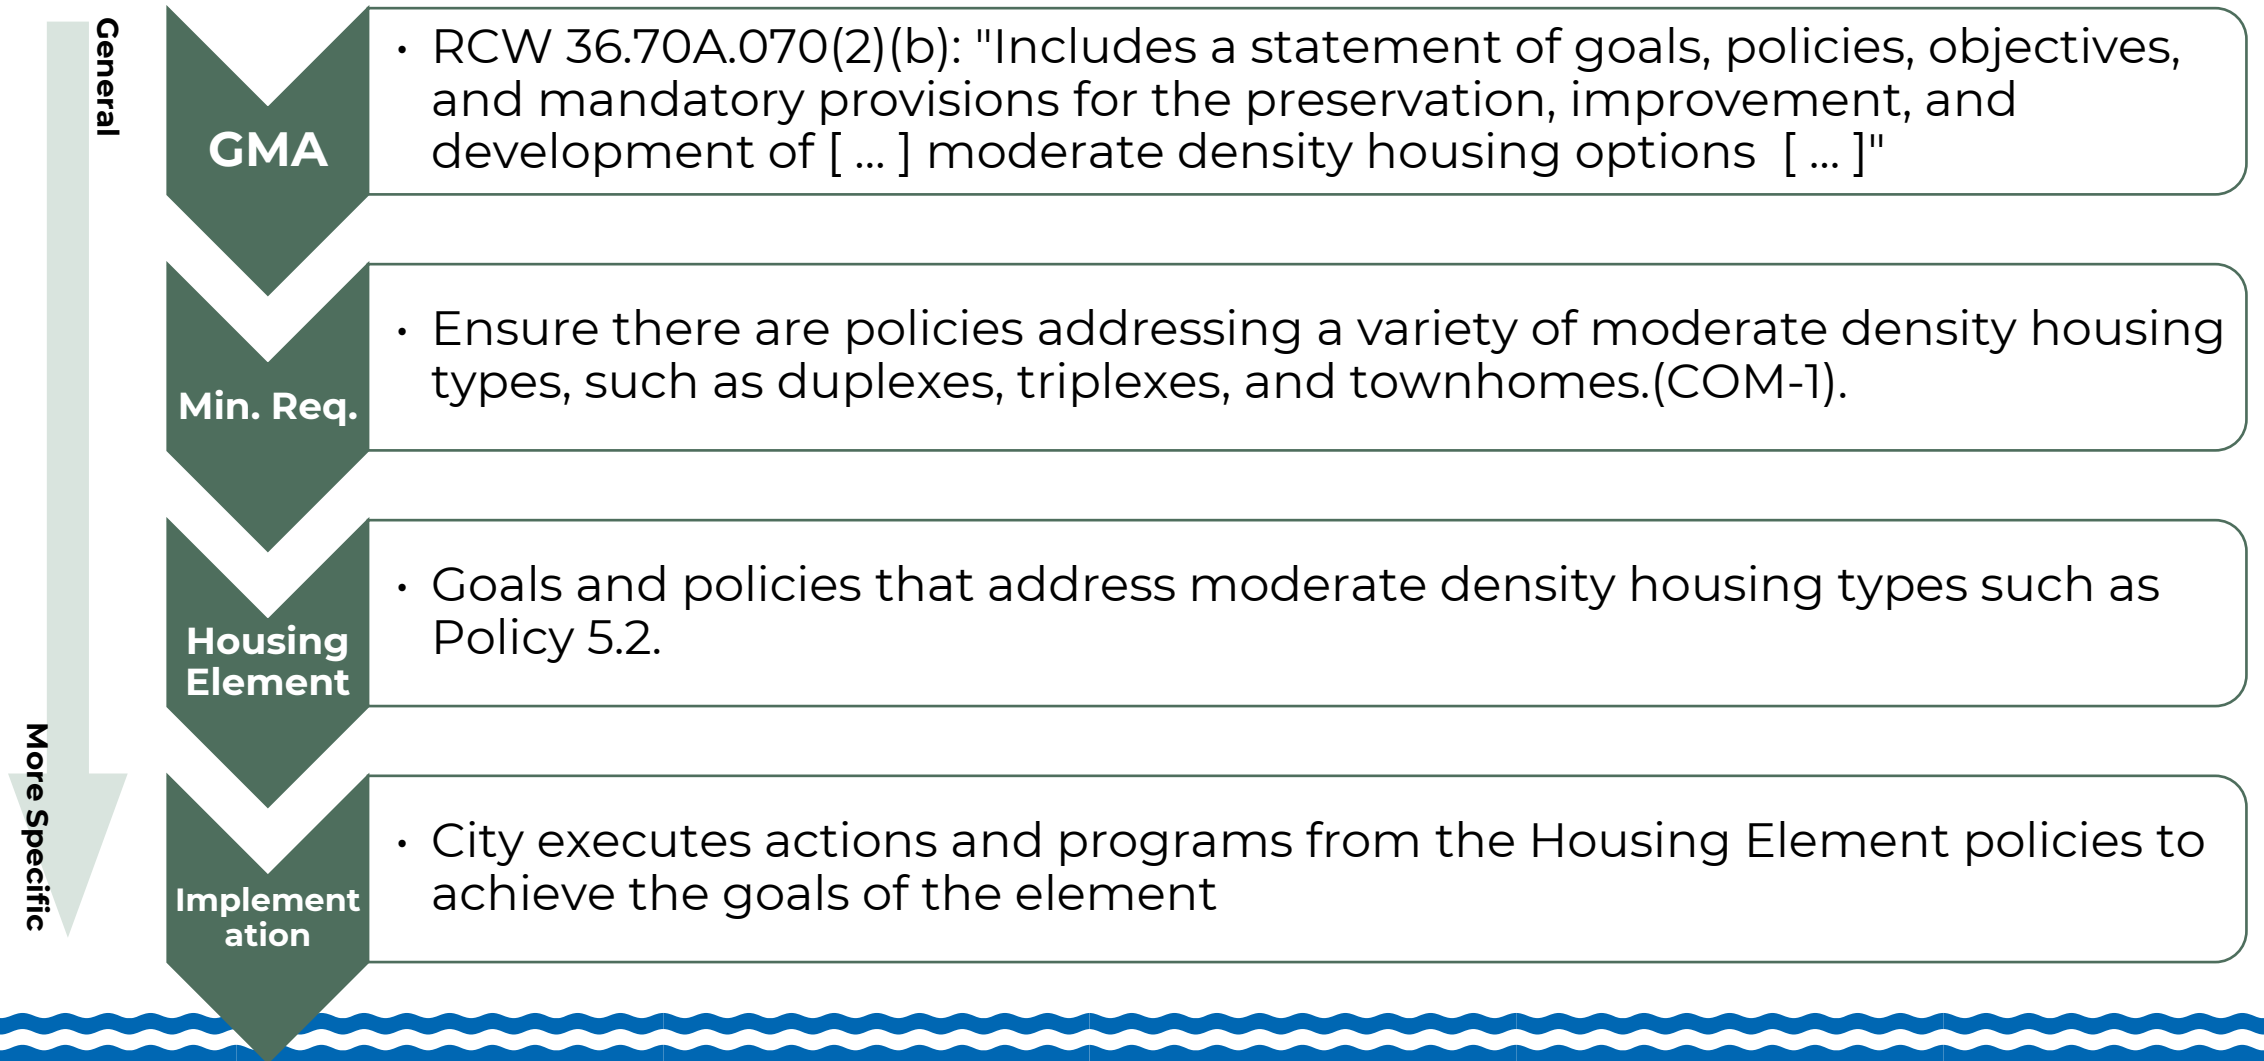 General
GMA
• RCW 36.70A.070(2)(b): "Includes a statement of goals, policies, objectives,
and mandatory provisions for the preservation, improvement, and
development of [ ... ] moderate density housing options  [ ... ]"
Min. Req.
• Ensure there are policies addressing a variety of moderate density housing
types, such as duplexes, triplexes, and townhomes.(COM-1).
Housing
Element
• Goals and policies that address moderate density housing types such as
Policy 5.2.
More Specific
Implement
ation
• City executes actions and programs from the Housing Element policies to
achieve the goals of the element